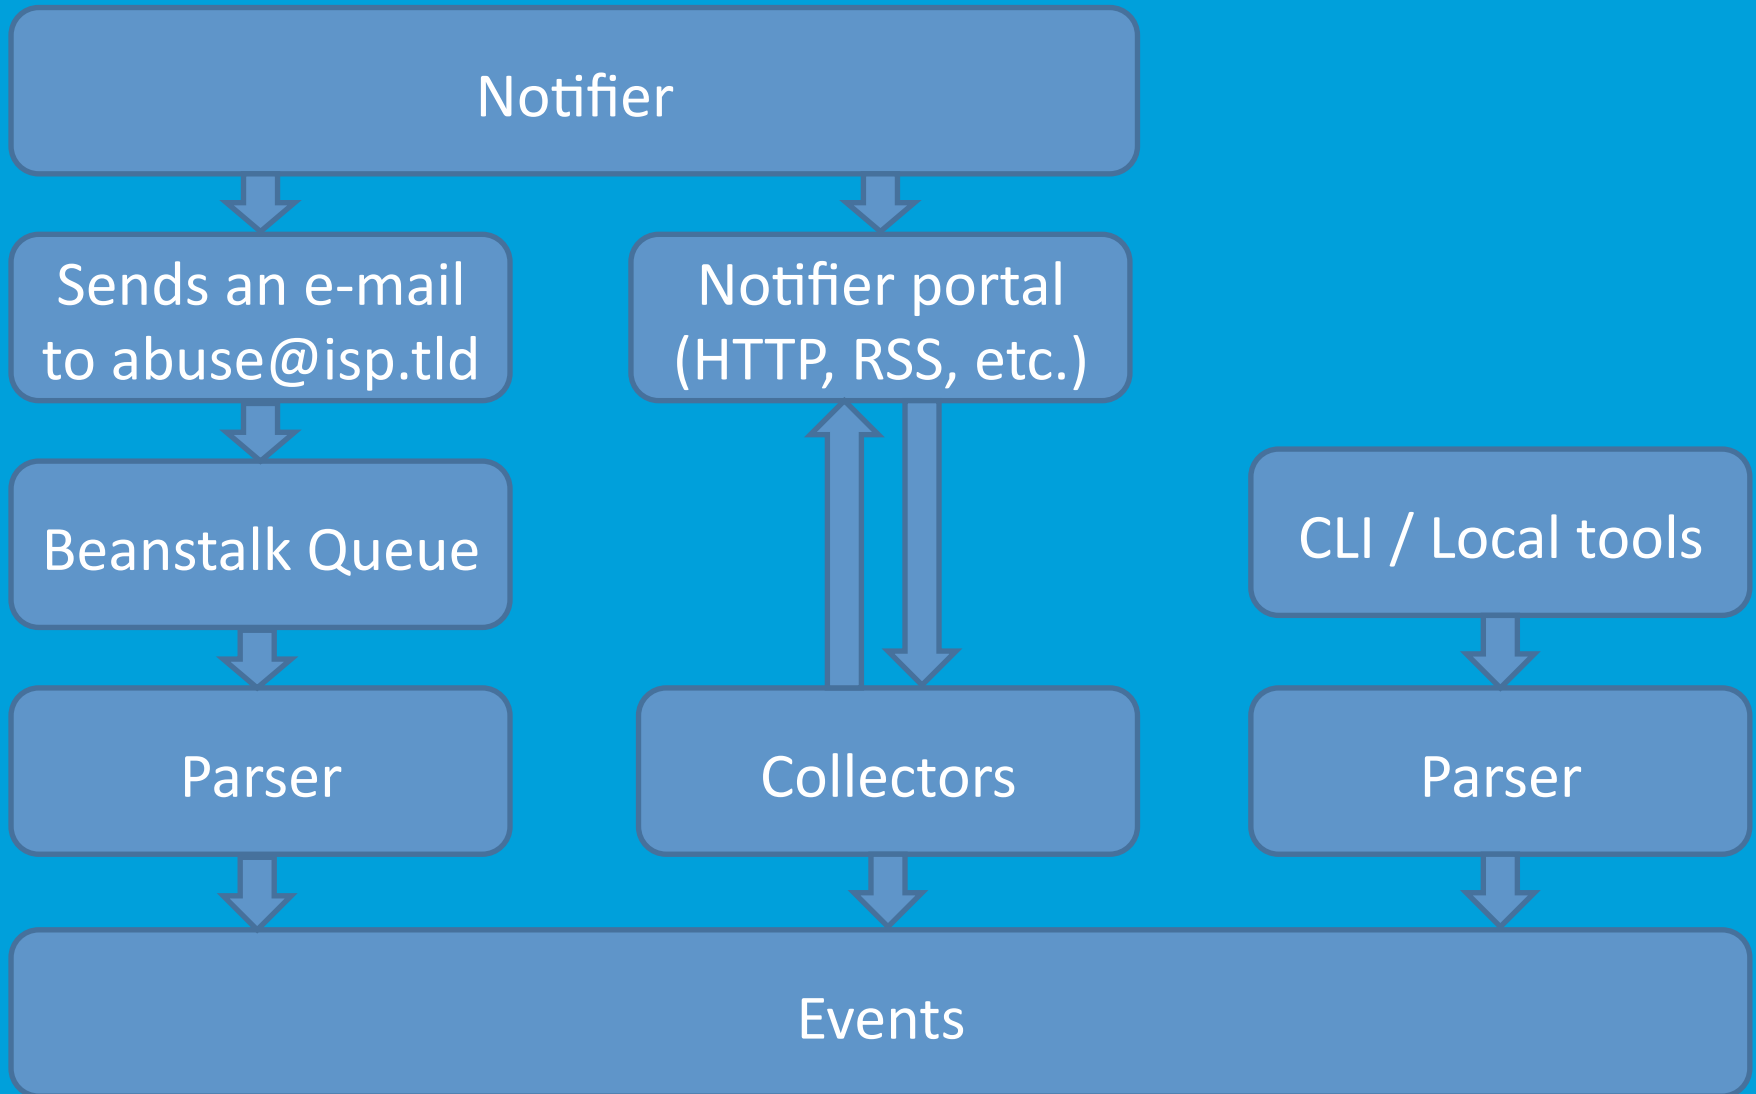 Notifier
Sends an e-mail
to abuse@isp.tld
Notifier portal
(HTTP, RSS, etc.)
Beanstalk Queue
CLI / Local tools
Parser
Collectors
Parser
Events